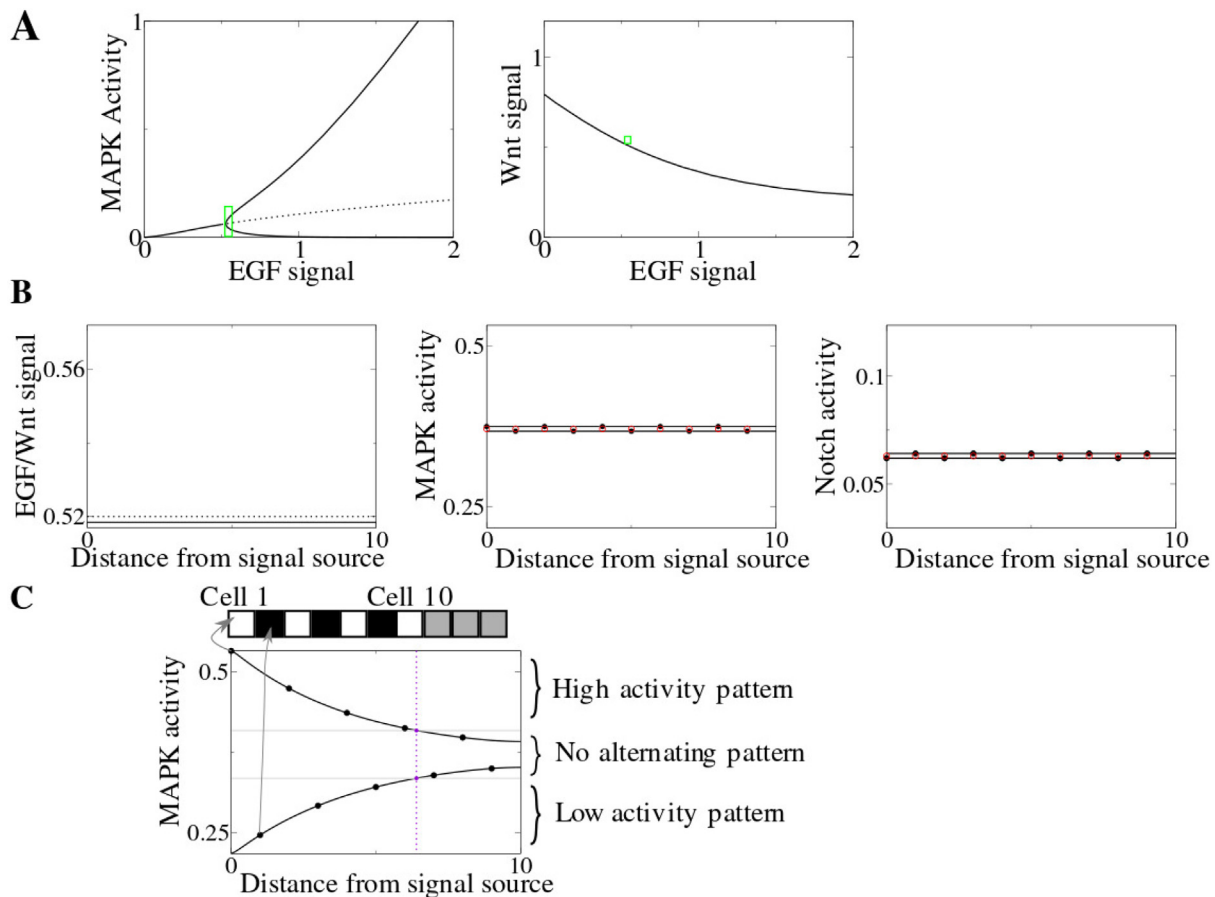 A
1
MAPK Activity
0
0
1
2
EGF signal
1
Wnt signal
0
0
1
2
EGF signal
B
EGF/Wnt signal
0.56
0.52
0
10
Distance from signal source
MAPK activity
0.5
0.25
0
10
Distance from signal source
Notch activity
0.1
0.05
0
10
Distance from signal source
C
Cell 1
Cell 10
MAPK activity
0.5
0.25
0
10
Distance from signal source
High activity pattern
No alternating pattern
Low activity pattern